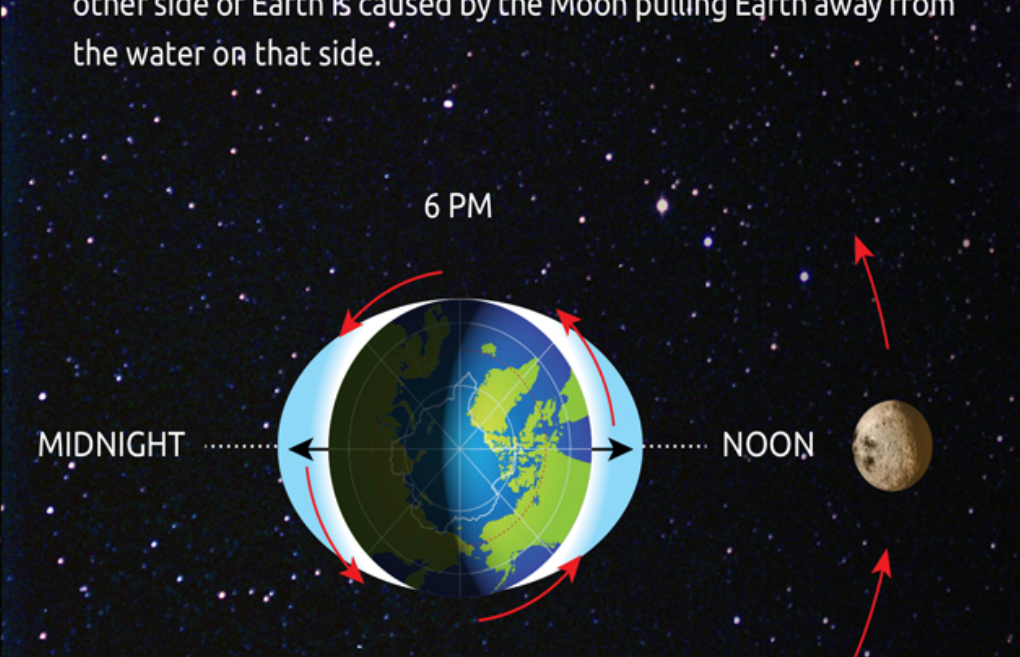 other side of Earth is caused by the Moon pulling Earth away from
the water on that side.
6 PM
MIDNIGHT
NOON